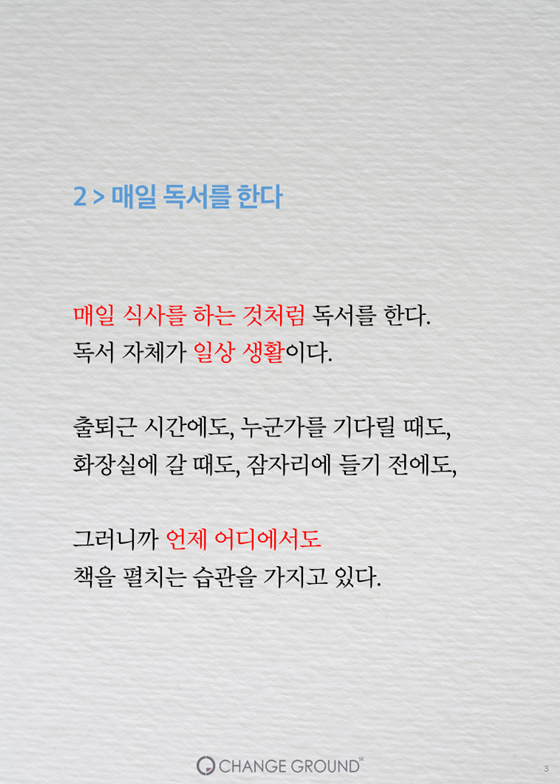 2 > 매일 독서를 한다
매일 식사를 하는 것처럼 독서를 한다.
독서 자체가 일상 생활이다.
출퇴근 시간에도, 누군가를 기다릴 때도,
화장실에 갈 때도, 잠자리에 들기 전에도,
그러니까 언제 어디에서도
책을 펼치는 습관을 가지고 있다.
CHANGE GROUND
3